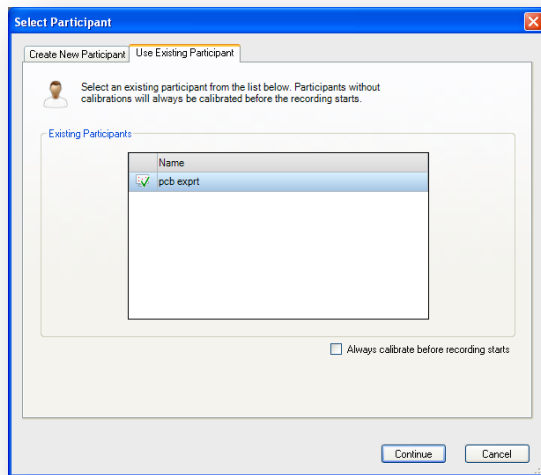 Select Participant
Create New Participant
Use Existing Participant
Select an existing participant from the list below. Participants without
calibrations will always be calibrated before the recording starts.
Existing Participants
Name
pcb exprt
Always calibrate before recording starts
Continue
Cancel